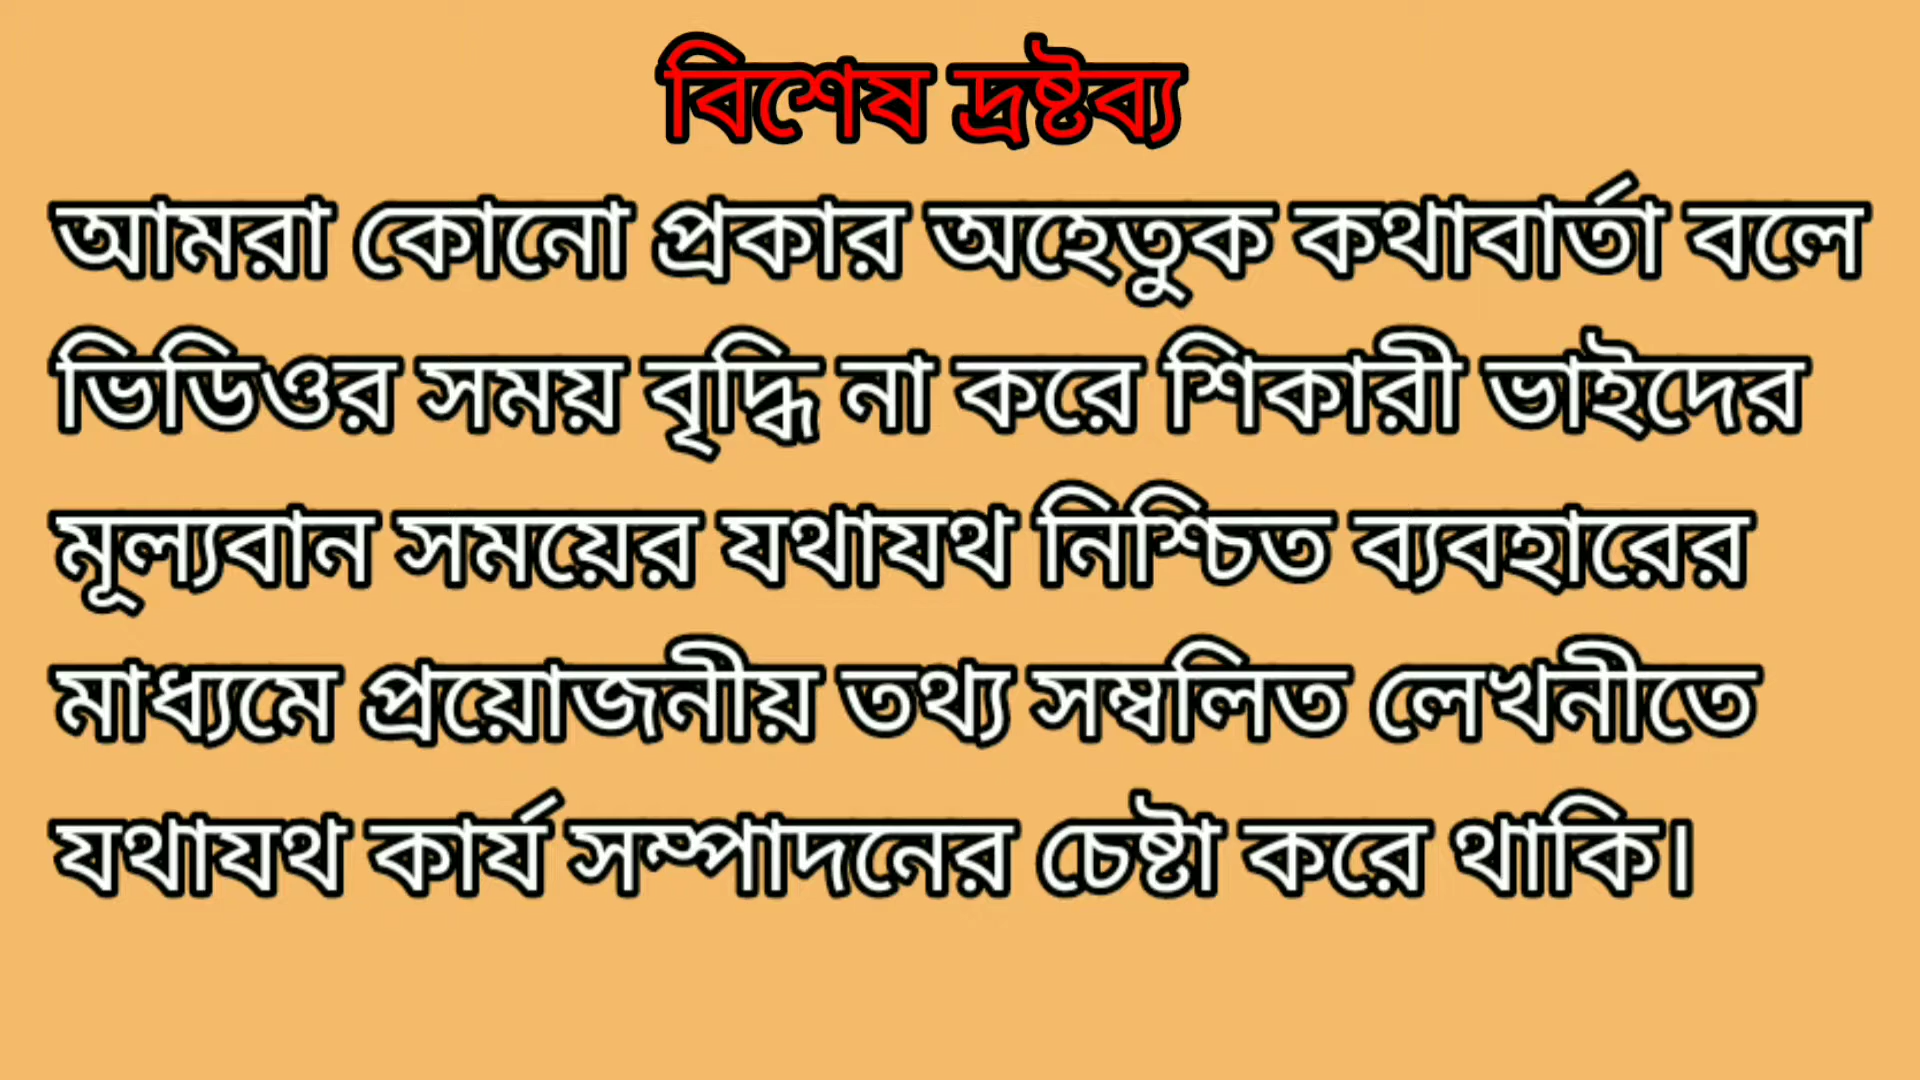 বিশেষ দ্রষ্টব্য
আমরা কোনো প্রকার অহেতুক কথাবার্তা বলে
ভিডিওর সময় বৃদ্ধি না করে শিকারী ভাইদের
মূল্যবান সময়ের যথাযথ নিশ্চিত ব্যবহারের
মাধ্যমে প্রয়োজনীয় তথ্য সম্বলিত লেখনীতে
যথাযথ কার্য সম্পাদনের চেষ্টা করে থাকি।